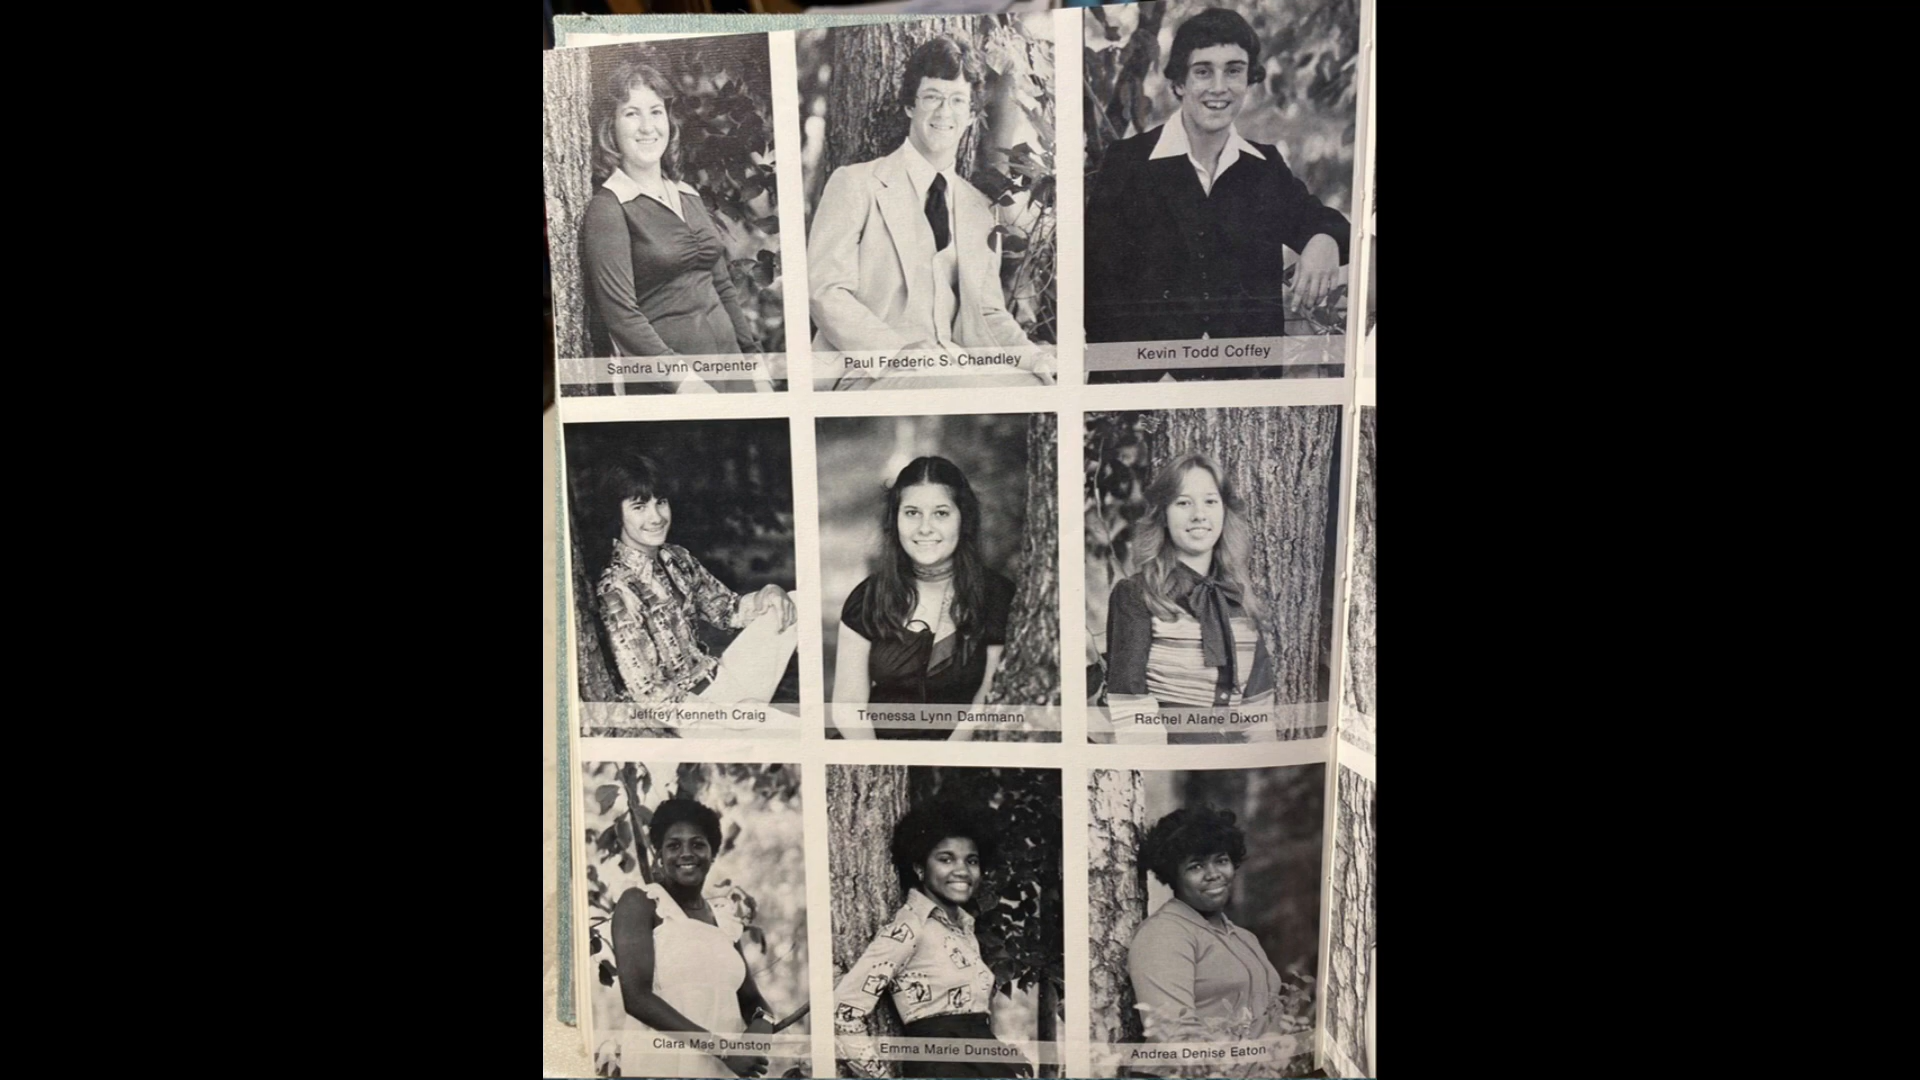 Sandra Lynn Carpenter
Paul Frederic S. Chandley
Kevin Todd Coffey
Jeffrey Kenneth Craig
Trenessa Lynn Dammann
Rachel Alane Dixon
Clara Mae Dunston
Emma Marie Dunston
Andrea Denise Eaton